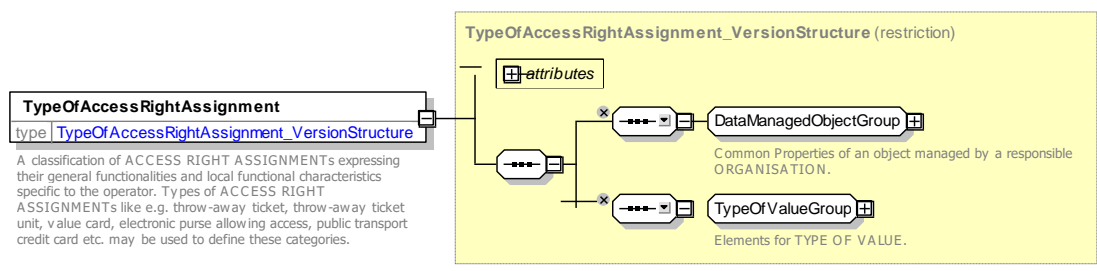 TypeOfAccessRightAssignment_VersionStructure (restriction)
attributes
TypeOfAccessRightAssignment
type TypeOfAccessRightAssignment_VersionStructure
A classification of ACCESS RIGHT ASSIGNMENTs expressing
their general functionalities and local functional characteristics
specific to the operator. Types of ACCESS RIGHT
ASSIGNMENTs like e.g. throw-away ticket, throw-away ticket
unit, value card, electronic purse allowing access, public transport
credit card etc. may be used to define these categories.
DataManagedObjectGroup
Common Properties of an object managed by a responsible
ORGANISATION.
TypeOfValueGroup
Elements for TYPE OF VALUE.